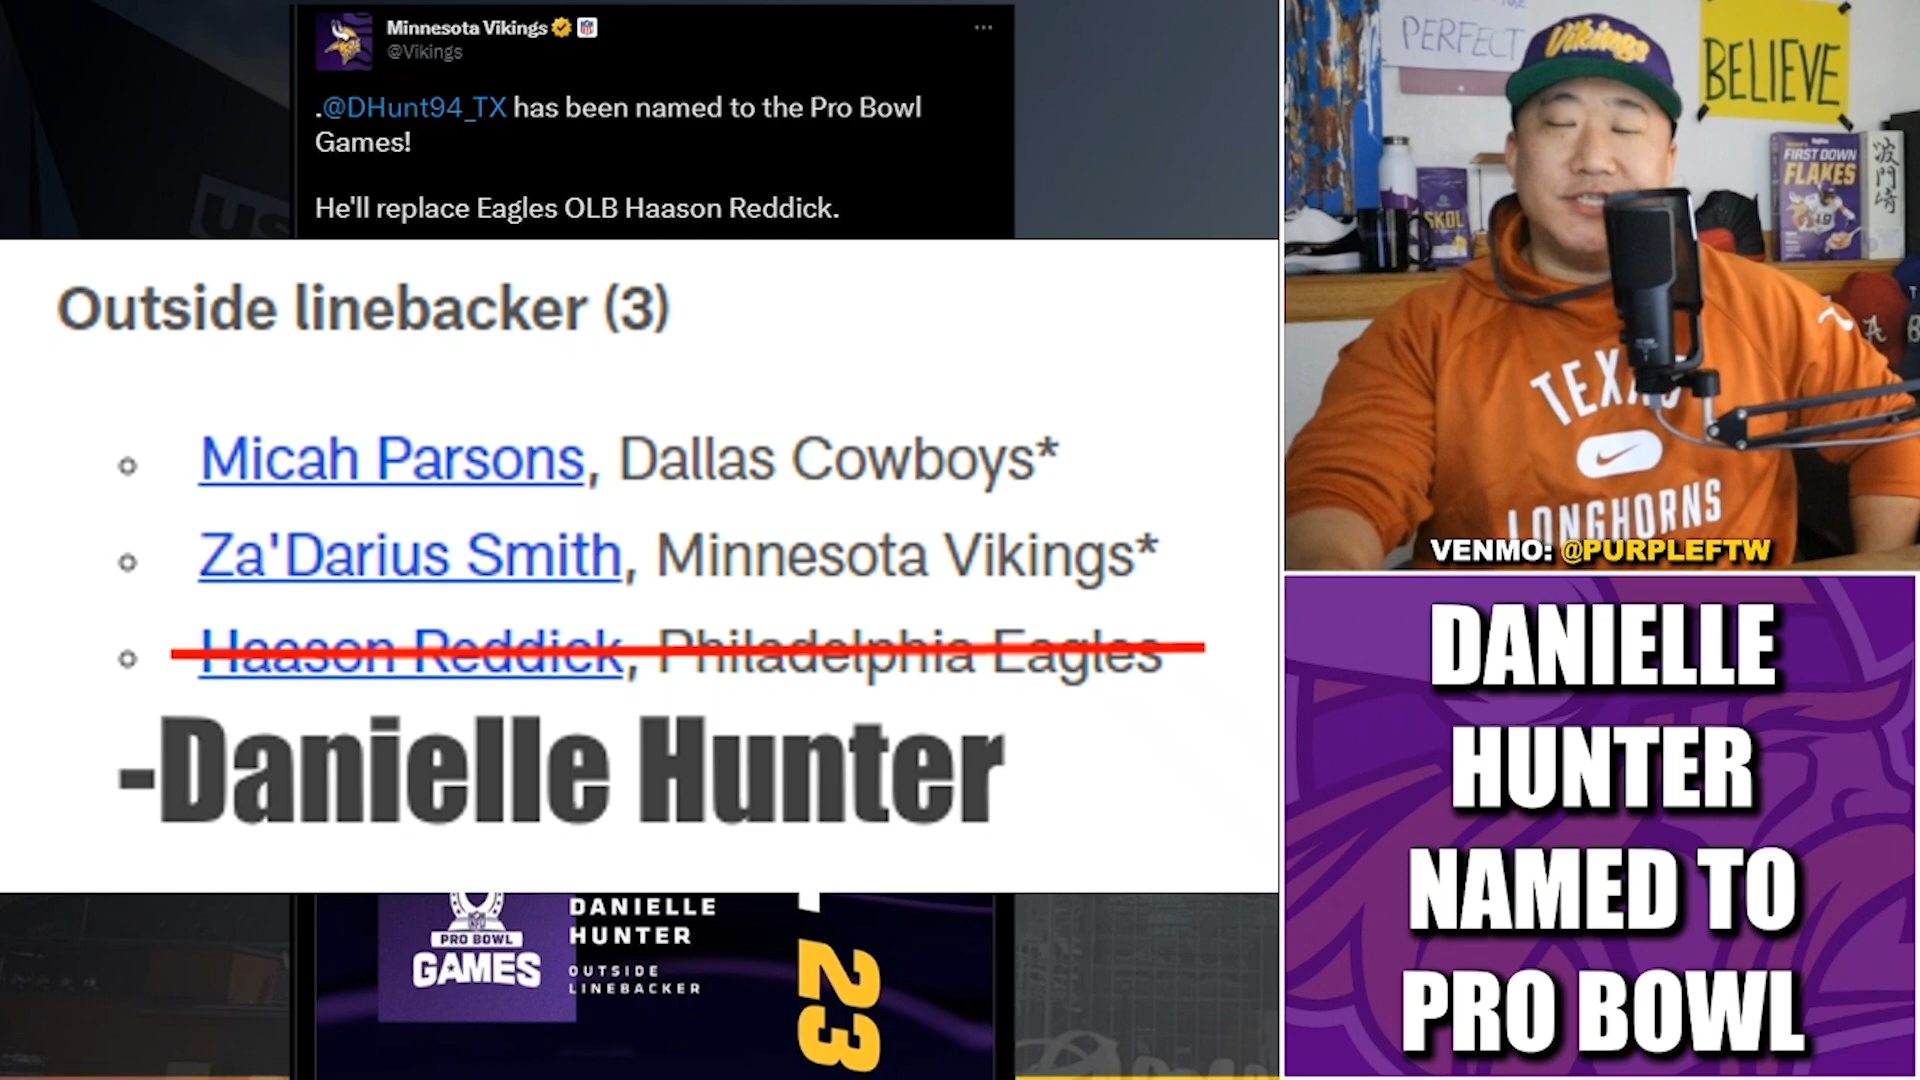 Minnesota Vikings
@Vikings
.@DHunt94_TX has been named to the Pro Bowl
Games!
He'll replace Eagles OLB Haason Reddick.
US
Outside linebacker (3)
Micah Parsons, Dallas Cowboys*
Za'Darius Smith, Minnesota Vikings*
Haason Reddick, Philadelphia Eagles
-Danielle Hunter
PRO BOWL
GAMES
DANIELLE
HUNTER
OUTSIDE
LINEBACKER
23
PERFECT
Vikings
BELIEVE
FIRST DOWN
FLAKES
19
SKOL
A
TEXAS
LONGHORNS
VENMO: @PURPLEFTW
DANIELLE
HUNTER
NAMED TO
PRO BOWL